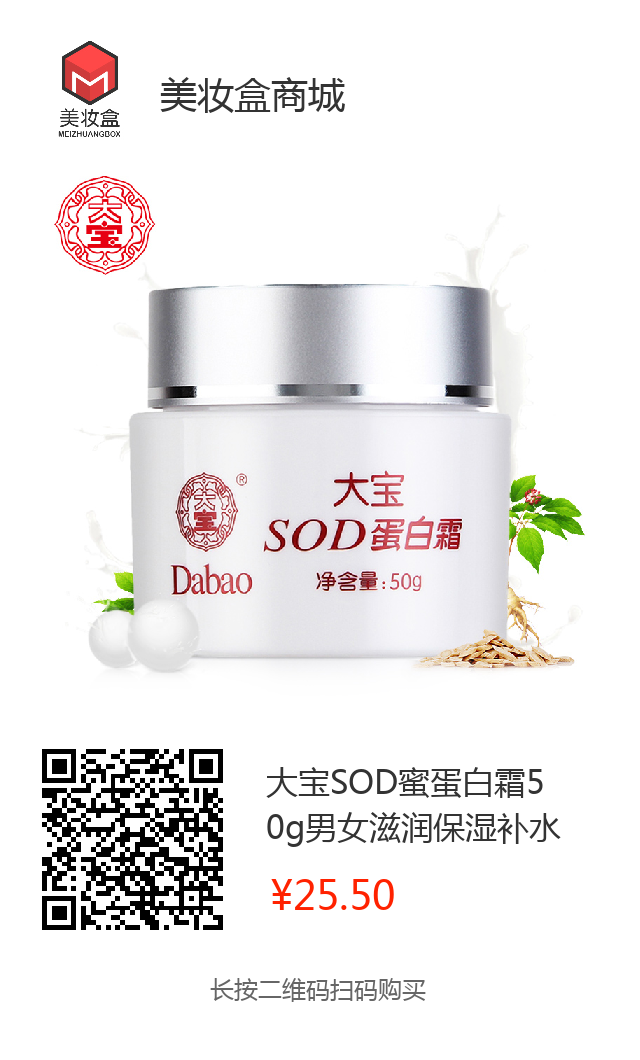 美妆盒
MEIZHUANGBOX
美妆盒商城
大宝
大宝
®
Dabao
大宝
SOD蛋白霜
净含量:50g
大宝SOD蜜蛋白霜5
0g男女滋润保湿补水
¥25.50
长按二维码扫码购买